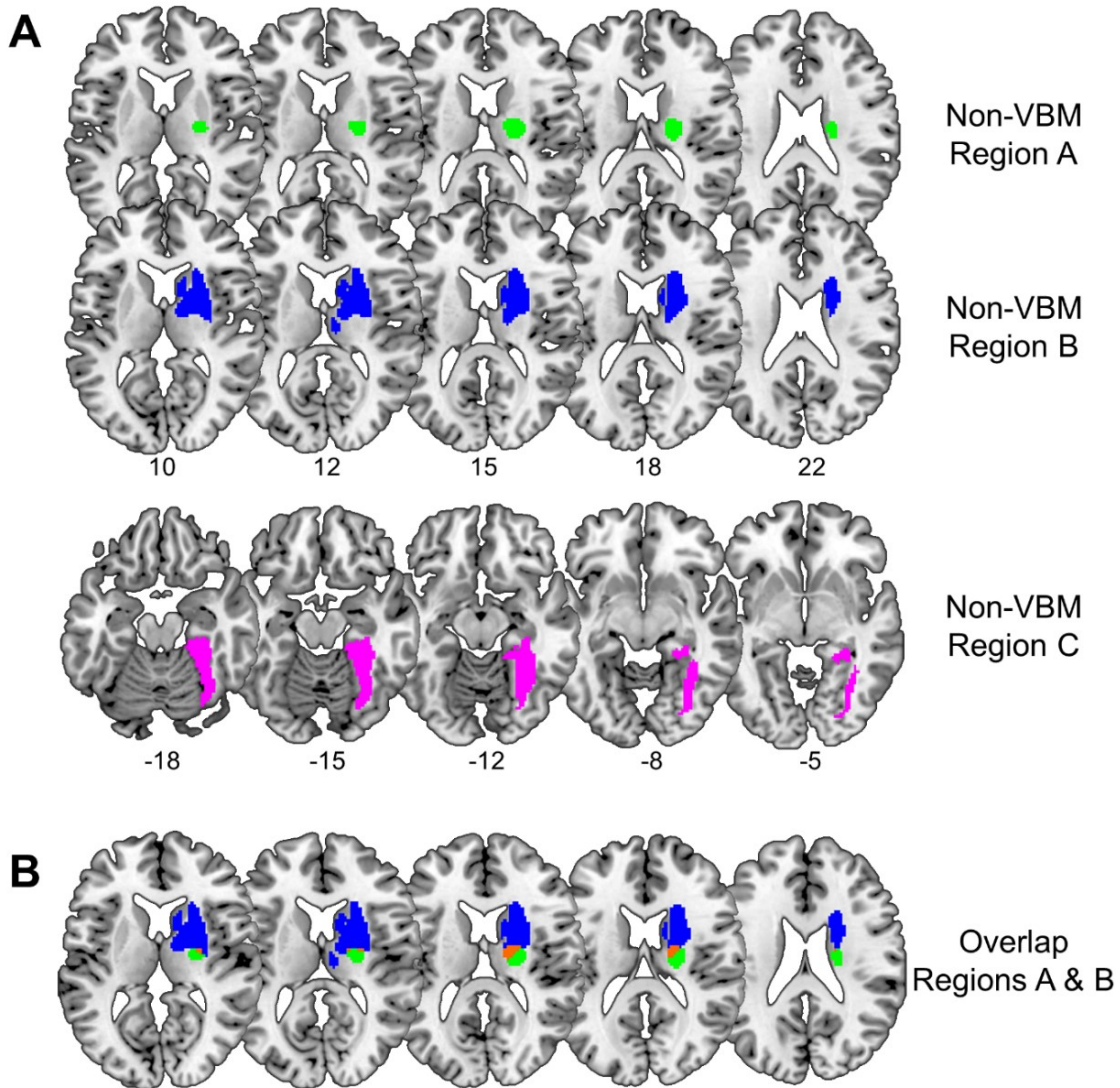 A
Non-VBM
Region A
Non-VBM
Region B
10 12 15 18 22
Non-VBM
Region C
-18 -15 -12 -8 -5
B
Overlap
Regions A & B